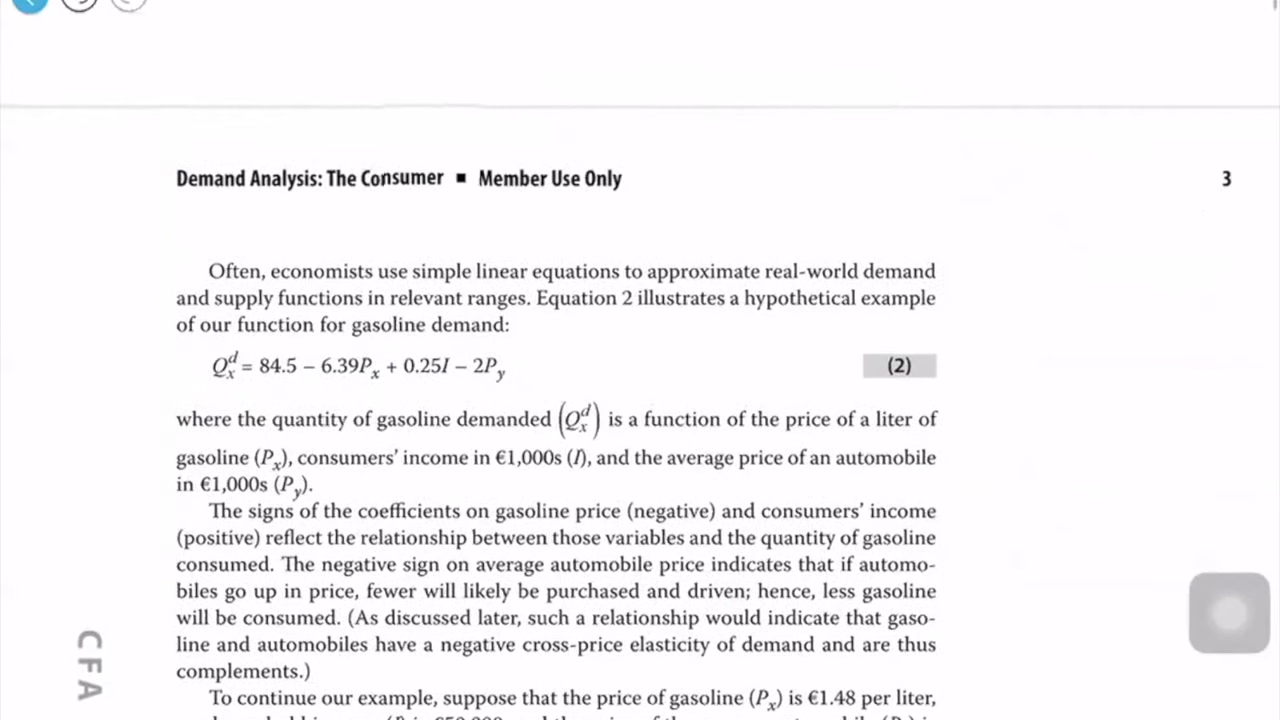 Demand Analysis: The Consumer ■ Member Use Only 3
Often, economists use simple linear equations to approximate real-world demand
and supply functions in relevant ranges. Equation 2 illustrates a hypothetical example
of our function for gasoline demand:
Q_x^d = 84.5 – 6.39P_x + 0.25I – 2P_y (2)
where the quantity of gasoline demanded (Q_x^d) is a function of the price of a liter of
gasoline (P_x), consumers’ income in €1,000s (I), and the average price of an automobile
in €1,000s (P_y).
The signs of the coefficients on gasoline price (negative) and consumers’ income
(positive) reflect the relationship between those variables and the quantity of gasoline
consumed. The negative sign on average automobile price indicates that if automo-
biles go up in price, fewer will likely be purchased and driven; hence, less gasoline
will be consumed. (As discussed later, such a relationship would indicate that gaso-
line and automobiles have a negative cross-price elasticity of demand and are thus
complements.)
To continue our example, suppose that the price of gasoline (P_x) is €1.48 per liter,
CFA